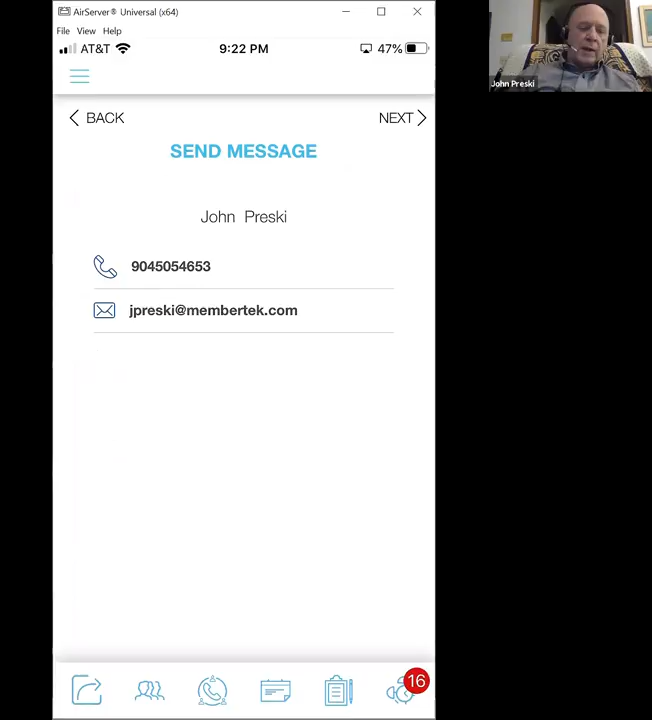 AirServer® Universal (x64)
File View Help
AT&T 9:22 PM 47%
BACK NEXT
SEND MESSAGE
John Preski
9045054653
jpreski@membertek.com
16
John Preski